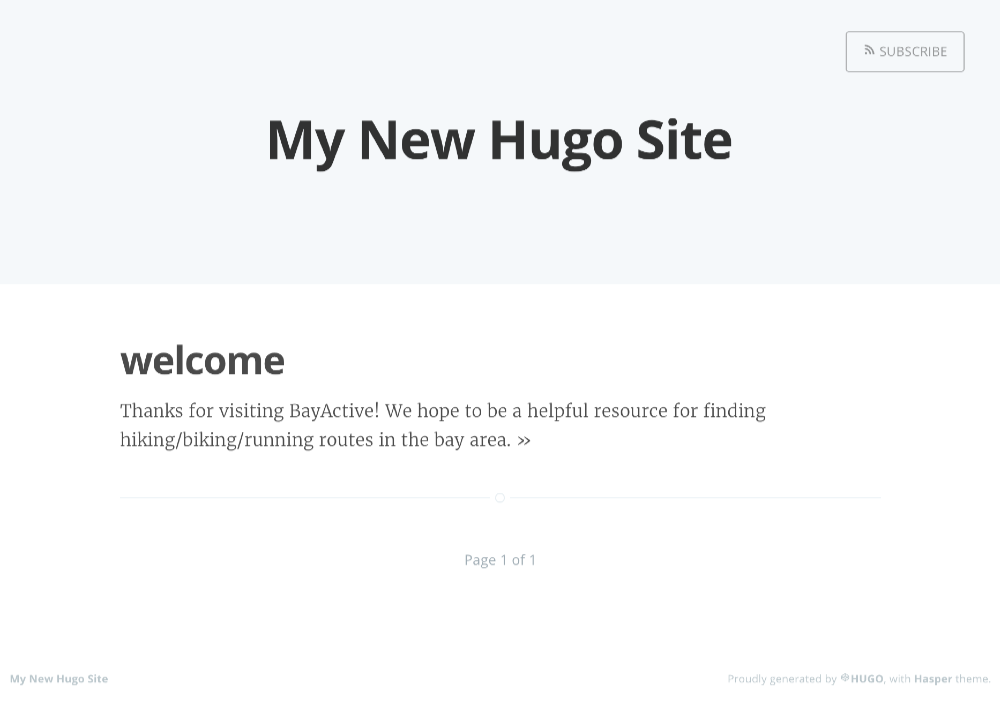 SUBSCRIBE
My New Hugo Site
welcome
Thanks for visiting BayActive! We hope to be a helpful resource for finding
hiking/biking/running routes in the bay area. »
Page 1 of 1
My New Hugo Site
Proudly generated by HUGO, with Hasper theme.